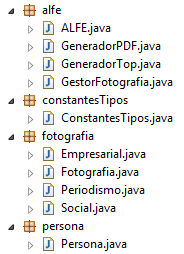 alfe
ALFE.java
GeneradorPDF.java
GeneradorTop.java
GestorFotografia.java
constantesTipos
ConstantesTipos.java
fotografia
Empresarial.java
Fotografia.java
Periodismo.java
Social.java
persona
Persona.java